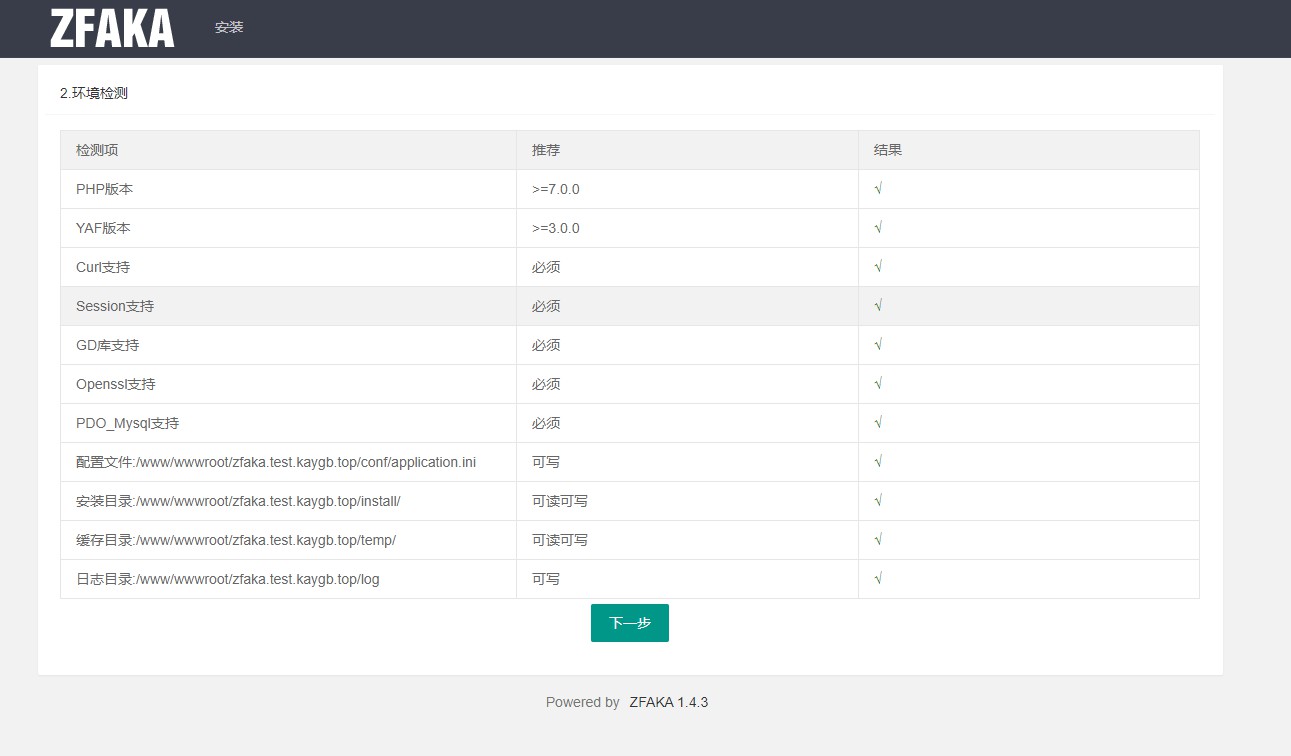 ZFAKA 安装
2.环境检测
检测项 推荐 结果
PHP版本 >=7.0.0 √
YAF版本 >=3.0.0 √
Curl支持 必须 √
Session支持 必须 √
GD库支持 必须 √
Openssl支持 必须 √
PDO_Mysql支持 必须 √
配置文件:/www/wwwroot/zfaka.test.kaygb.top/conf/application.ini 可写 √
安装目录:/www/wwwroot/zfaka.test.kaygb.top/install/ 可读可写 √
缓存目录:/www/wwwroot/zfaka.test.kaygb.top/temp/ 可读可写 √
日志目录:/www/wwwroot/zfaka.test.kaygb.top/log 可写 √
下一步
Powered by ZFAKA 1.4.3